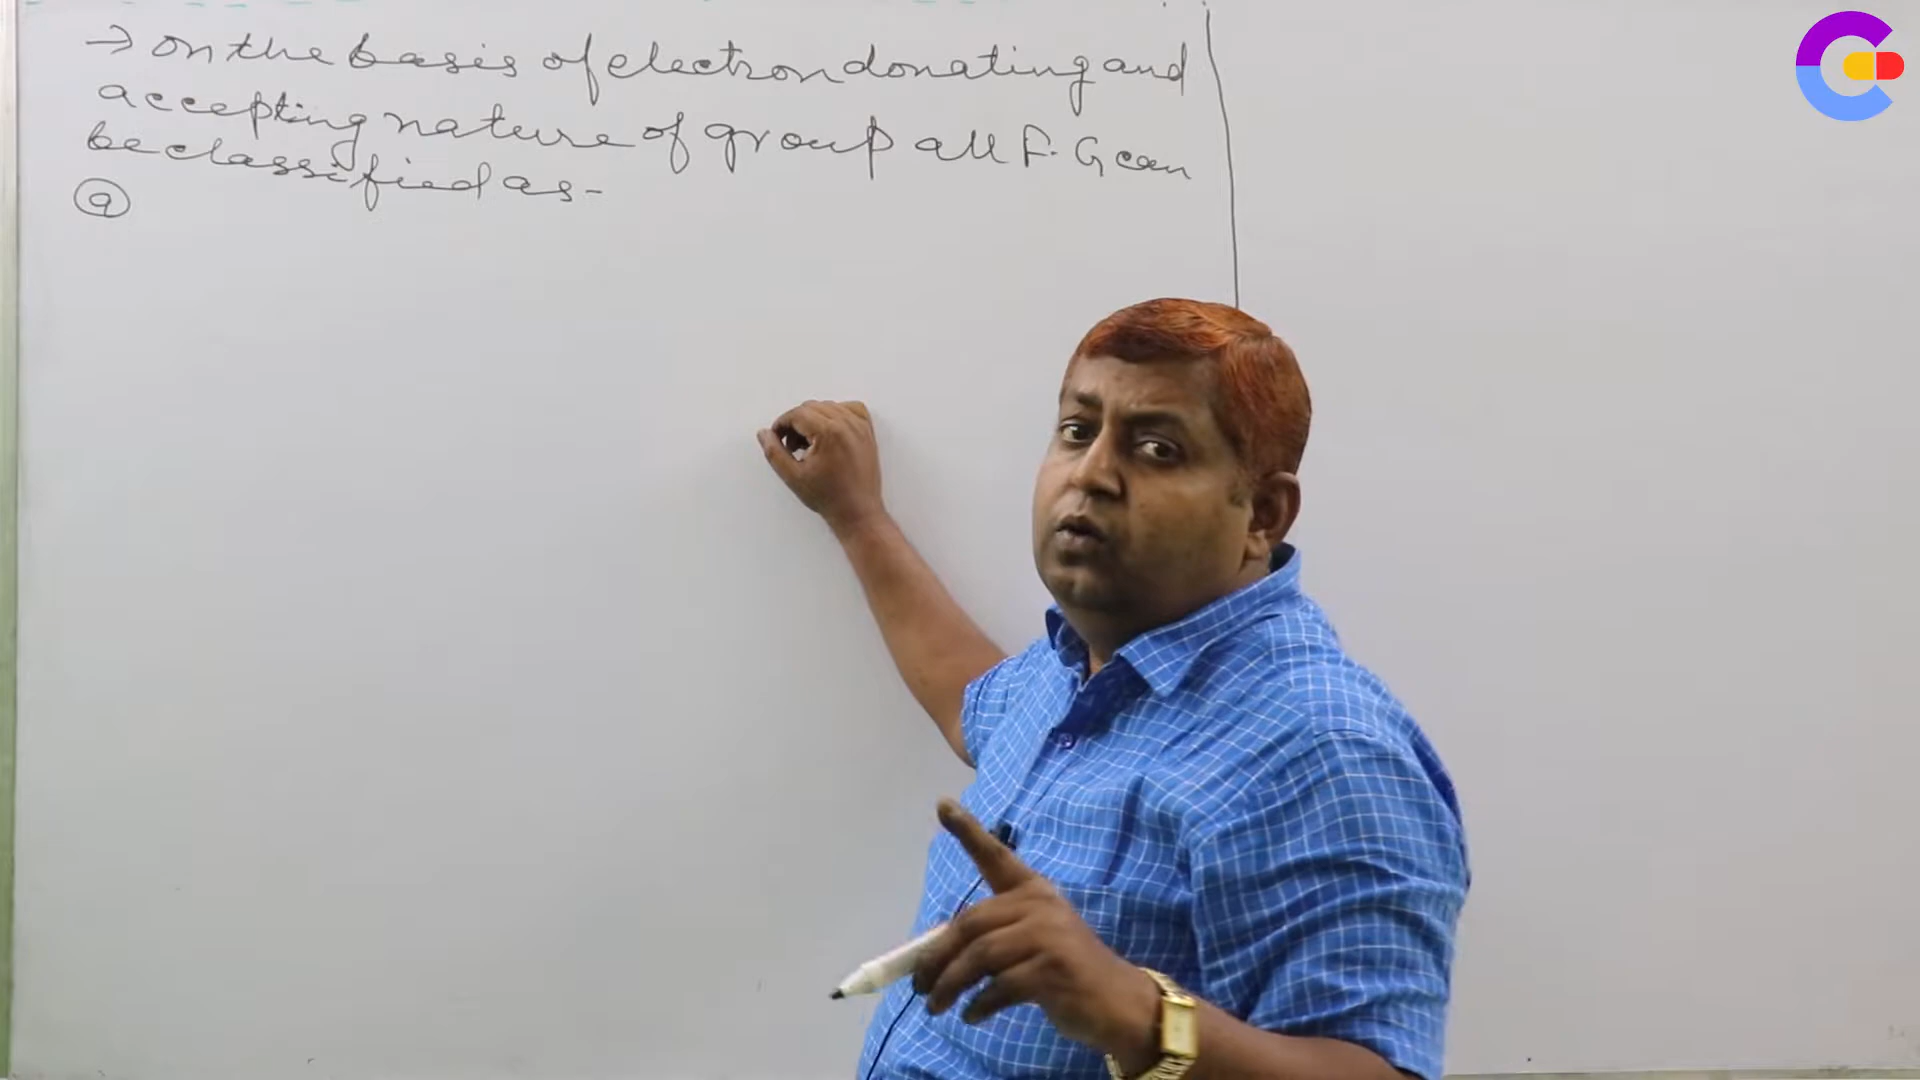 → on the basis of electron donating and
accepting nature of group all F. G can
be classified as-
a